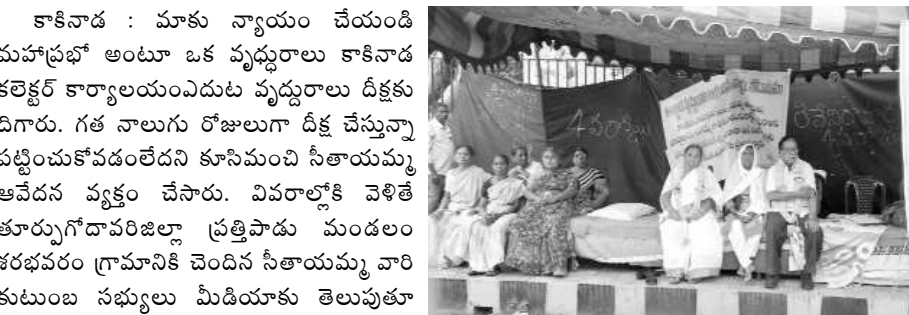 కాకినాడ : మాకు న్యాయం చేయండి
మహాప్రభో అంటూ ఒక వృధ్ధురాలు కాకినాడ
కలెక్టర్ కార్యాలయంఎదుట వృద్దురాలు దీక్షకు
దిగారు. గత నాలుగు రోజులుగా దీక్ష చేస్తున్నా
పట్టించుకోవడంలేదని కూసిమంచి సీతాయమ్మ
ఆవేదన వ్యక్తం చేసారు. వివరాల్లోకి వెళితే
తూర్పుగోదావరిజిల్లా ప్రత్తిపాడు మండలం
శరభవరం గ్రామానికి చెందిన సీతాయమ్మ వారి
కుటుంబ సభ్యులు మీడియాకు తెలుపుతూ